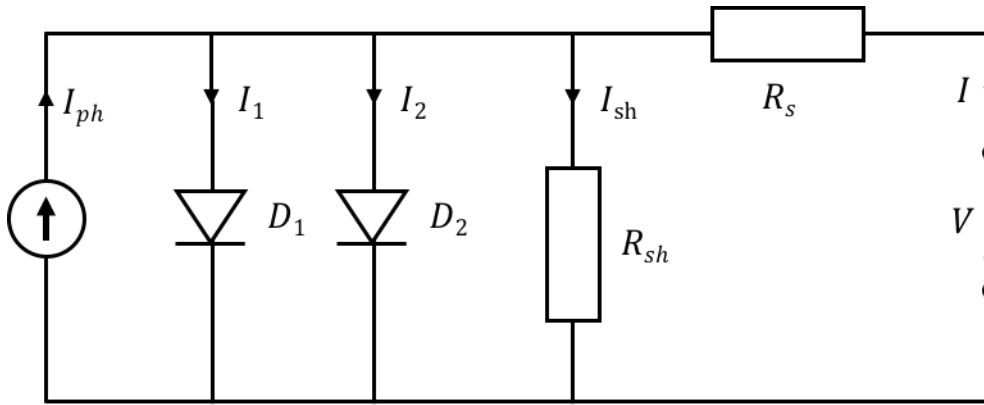 I_ph
I_1
I_2
I_sh
R_s
I
D_1
D_2
R_sh
V